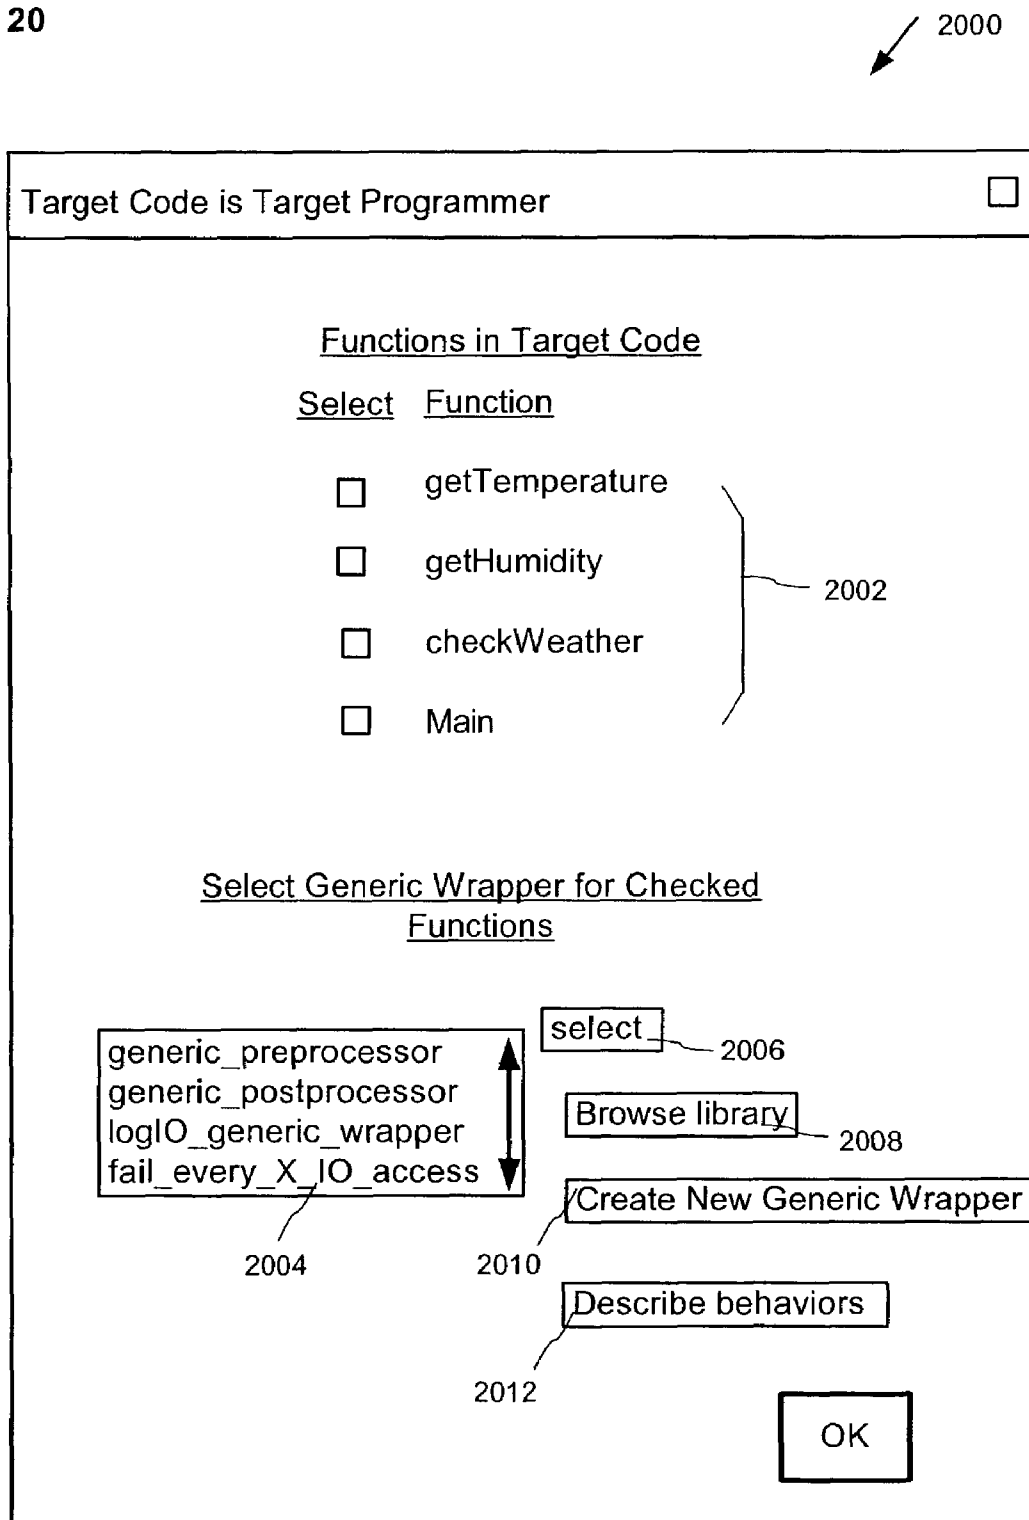 20
2000
Target Code is Target Programmer
Functions in Target Code
Select Function
getTemperature
getHumidity
2002
checkWeather
Main
Select Generic Wrapper for Checked
Functions
select
2006
generic_preprocessor
generic_postprocessor
logIO_generic_wrapper
fail_every_X_IO_access
2004
Browse library
2008
Create New Generic Wrapper
2010
Describe behaviors
2012
OK